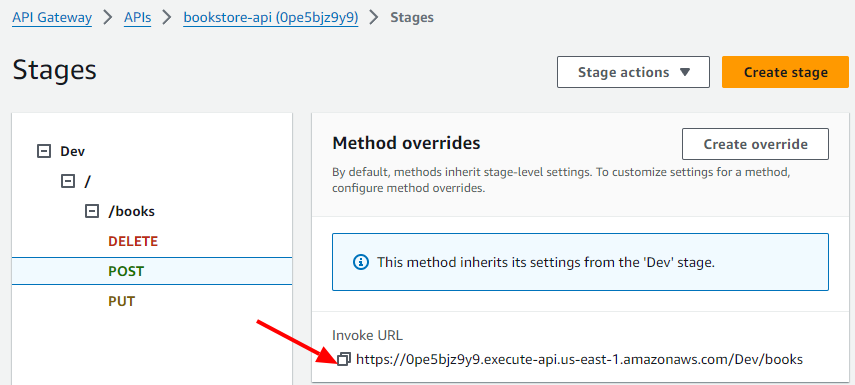 API Gateway > APIs > bookstore-api (0pe5bjz9y9) > Stages
Stages
Stage actions ▼
Create stage
Dev
/
/books
DELETE
POST
PUT
Method overrides
Create override
By default, methods inherit stage-level settings. To customize settings for a method,
configure method overrides.
This method inherits its settings from the 'Dev' stage.
Invoke URL
https://0pe5bjz9y9.execute-api.us-east-1.amazonaws.com/Dev/books